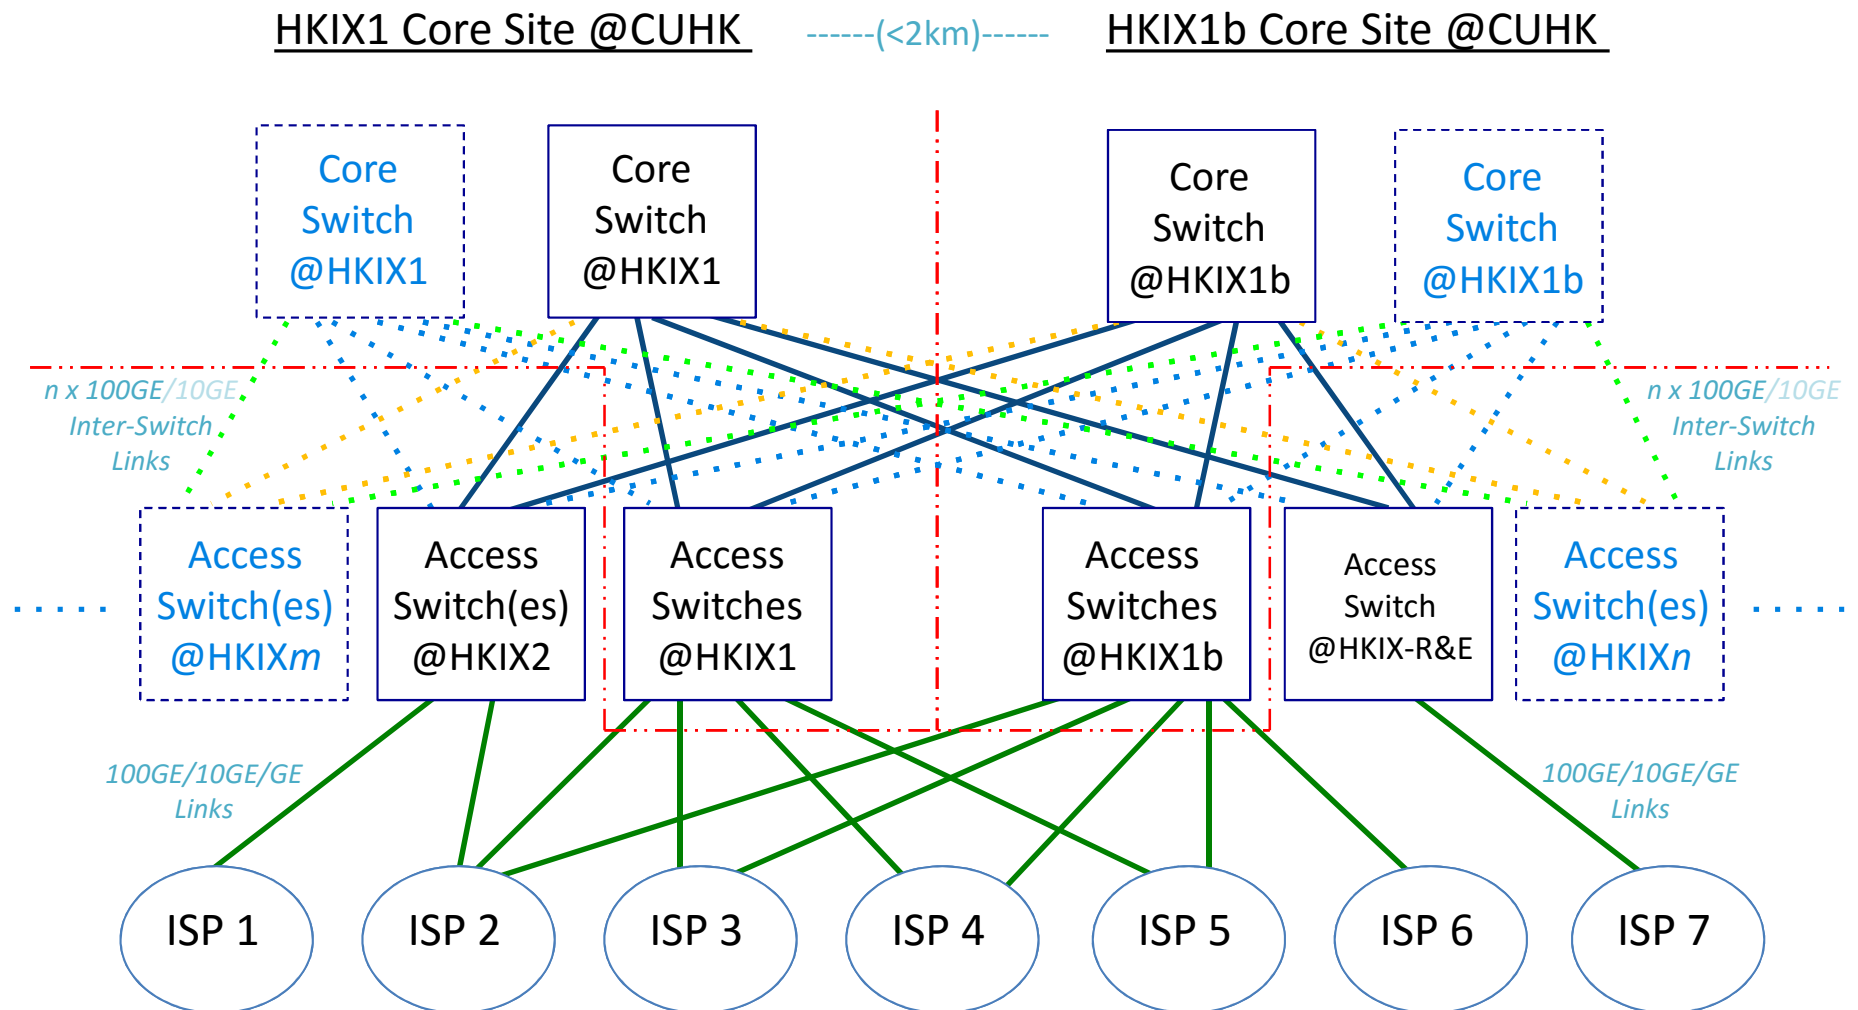 HKIX1 Core Site @CUHK ------(<2km)------ HKIX1b Core Site @CUHK
Core
Switch
@HKIX1
Core
Switch
@HKIX1
Core
Switch
@HKIX1b
Core
Switch
@HKIX1b
n x 100GE/10GE
Inter-Switch
Links
n x 100GE/10GE
Inter-Switch
Links
.....
Access
Switch(es)
@HKIXm
Access
Switch(es)
@HKIX2
Access
Switches
@HKIX1
Access
Switches
@HKIX1b
Access
Switch
@HKIX-R&E
Access
Switch(es)
@HKIXn
.....
100GE/10GE/GE
Links
100GE/10GE/GE
Links
ISP 1
ISP 2
ISP 3
ISP 4
ISP 5
ISP 6
ISP 7